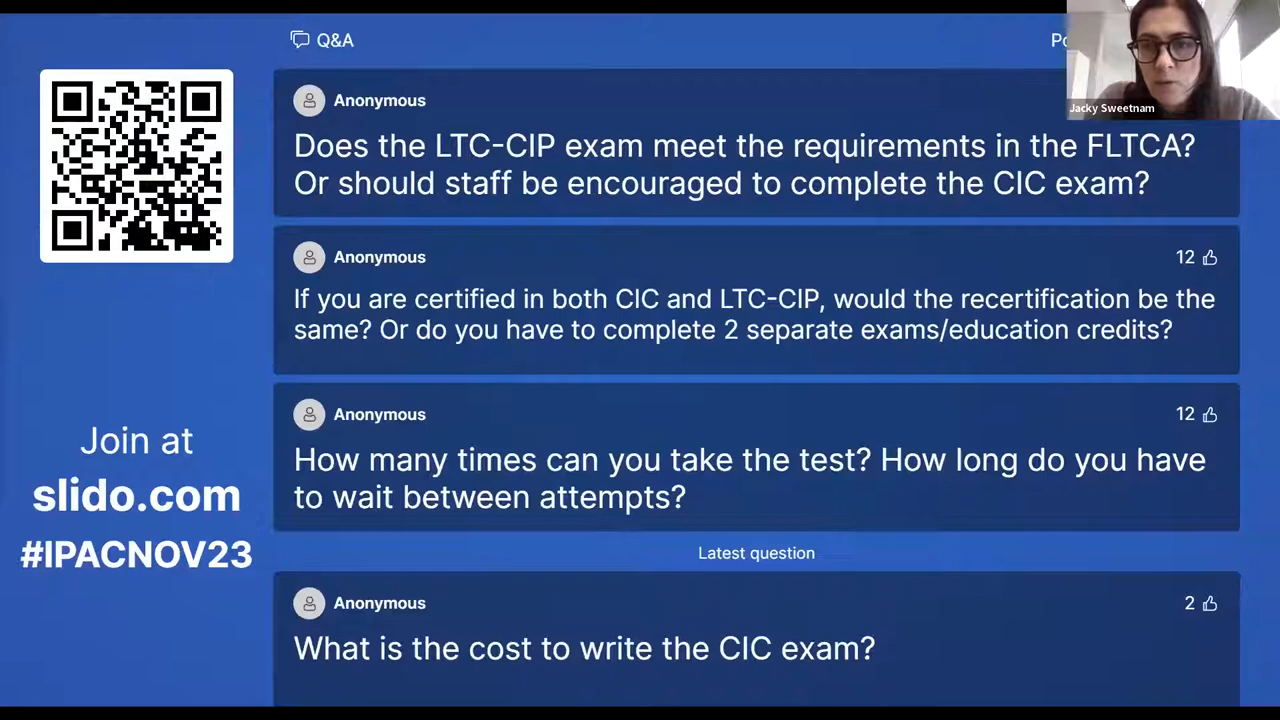 Q&A
Jacky Sweetnam
Anonymous
Does the LTC-CIP exam meet the requirements in the FLTCA?
Or should staff be encouraged to complete the CIC exam?
Anonymous
12
If you are certified in both CIC and LTC-CIP, would the recertification be the
same? Or do you have to complete 2 separate exams/education credits?
Anonymous
12
How many times can you take the test? How long do you have
to wait between attempts?
Join at
slido.com
#IPACNOV23
Latest question
Anonymous
2
What is the cost to write the CIC exam?